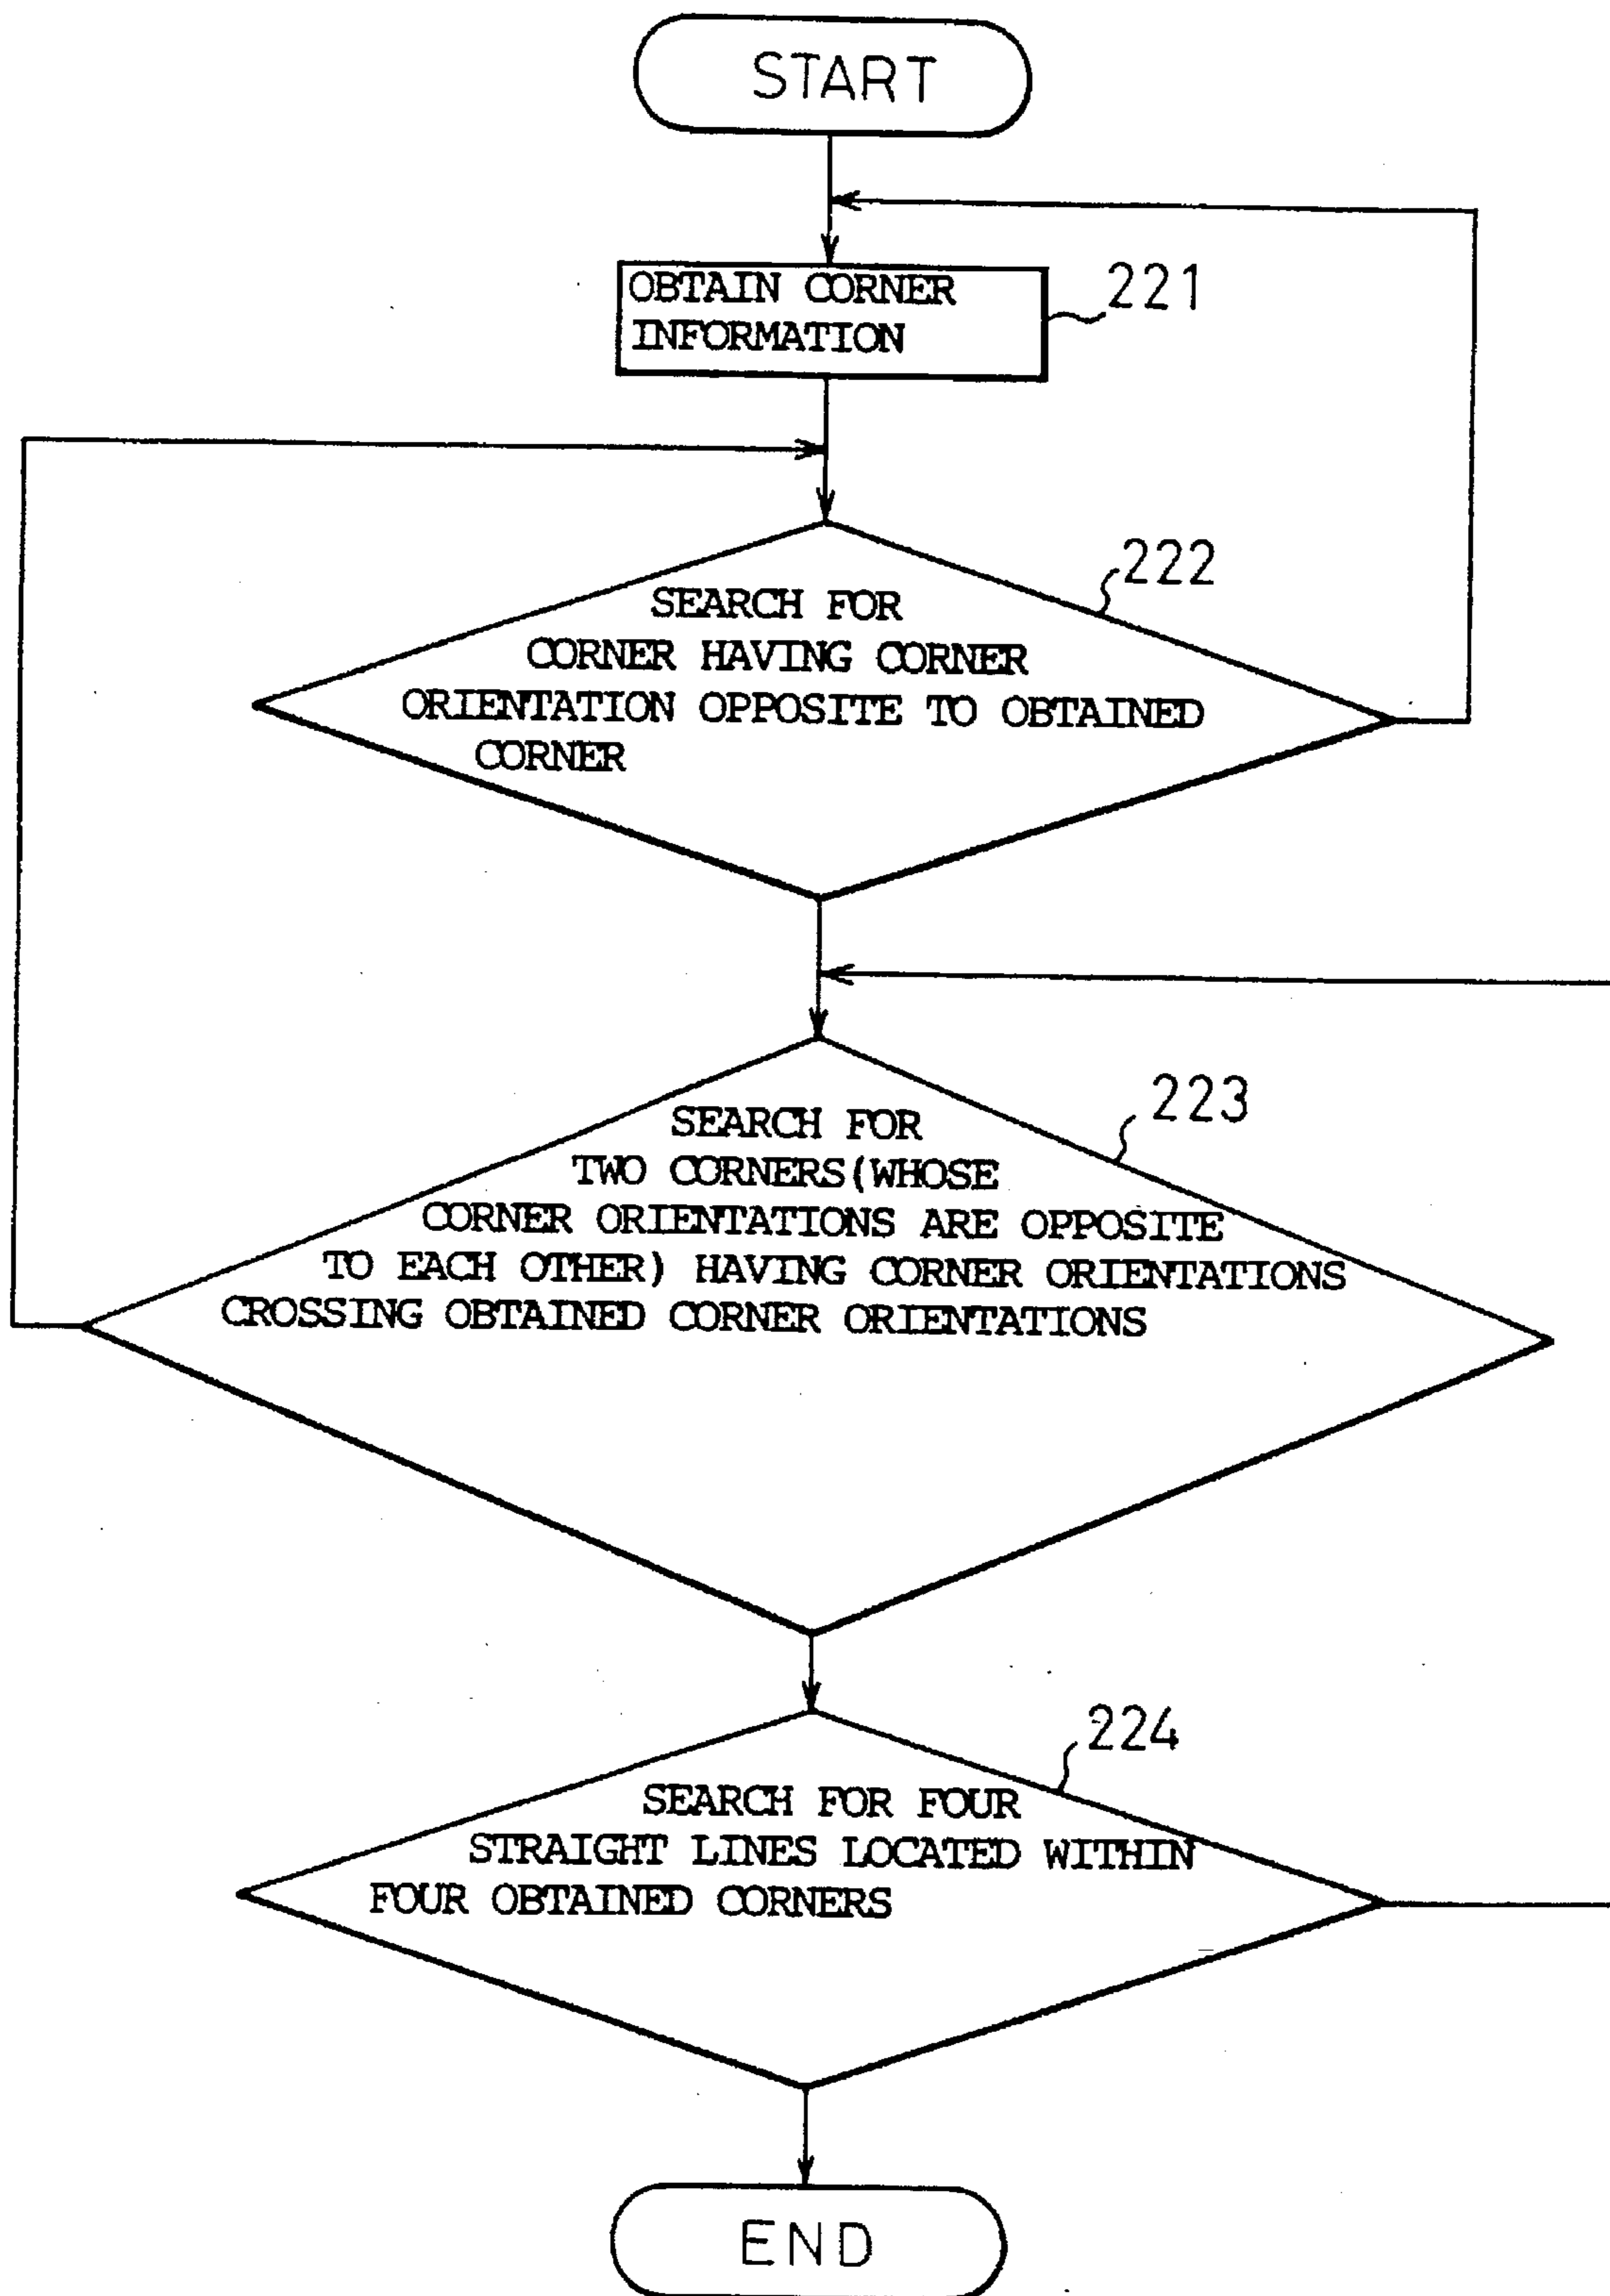 START
OBTAIN CORNER
INFORMATION
221
222
SEARCH FOR
CORNER HAVING CORNER
ORIENTATION OPPOSITE TO OBTAINED
CORNER
223
SEARCH FOR
TWO CORNERS(WHOSE
CORNER ORIENTATIONS ARE OPPOSITE
TO EACH OTHER) HAVING CORNER ORIENTATIONS
CROSSING OBTAINED CORNER ORIENTATIONS
224
SEARCH FOR FOUR
STRAIGHT LINES LOCATED WITHIN
FOUR OBTAINED CORNERS
END